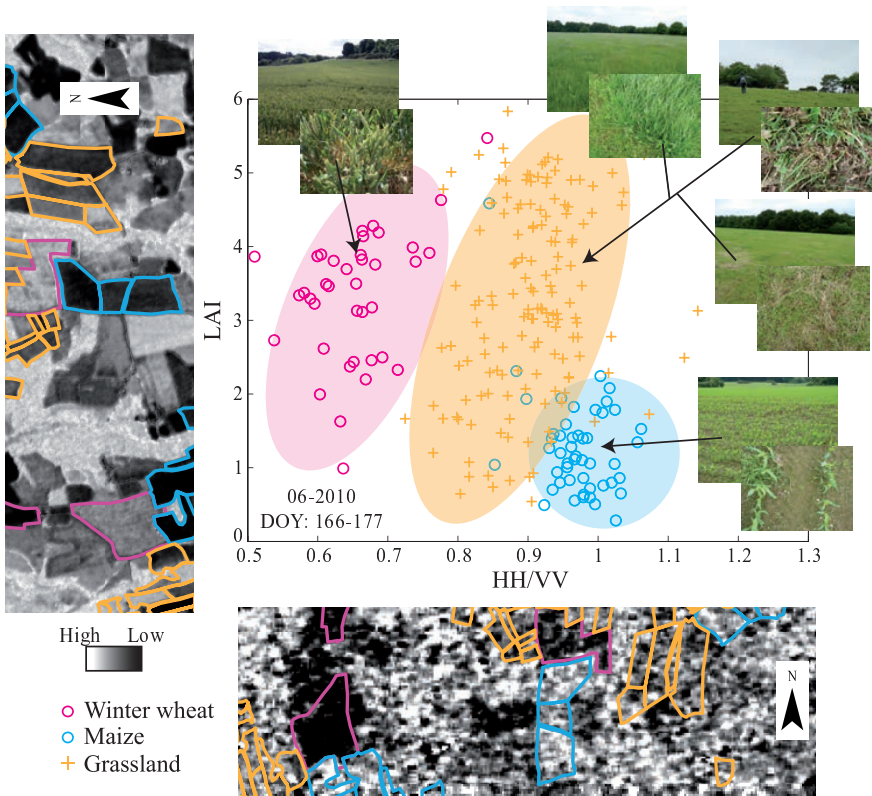 N
6
5
4
3
2
1
0
LAI
06-2010
DOY: 166-177
0.5 0.6 0.7 0.8 0.9 1 1.1 1.2 1.3
HH/VV
High Low
Winter wheat
Maize
Grassland
N